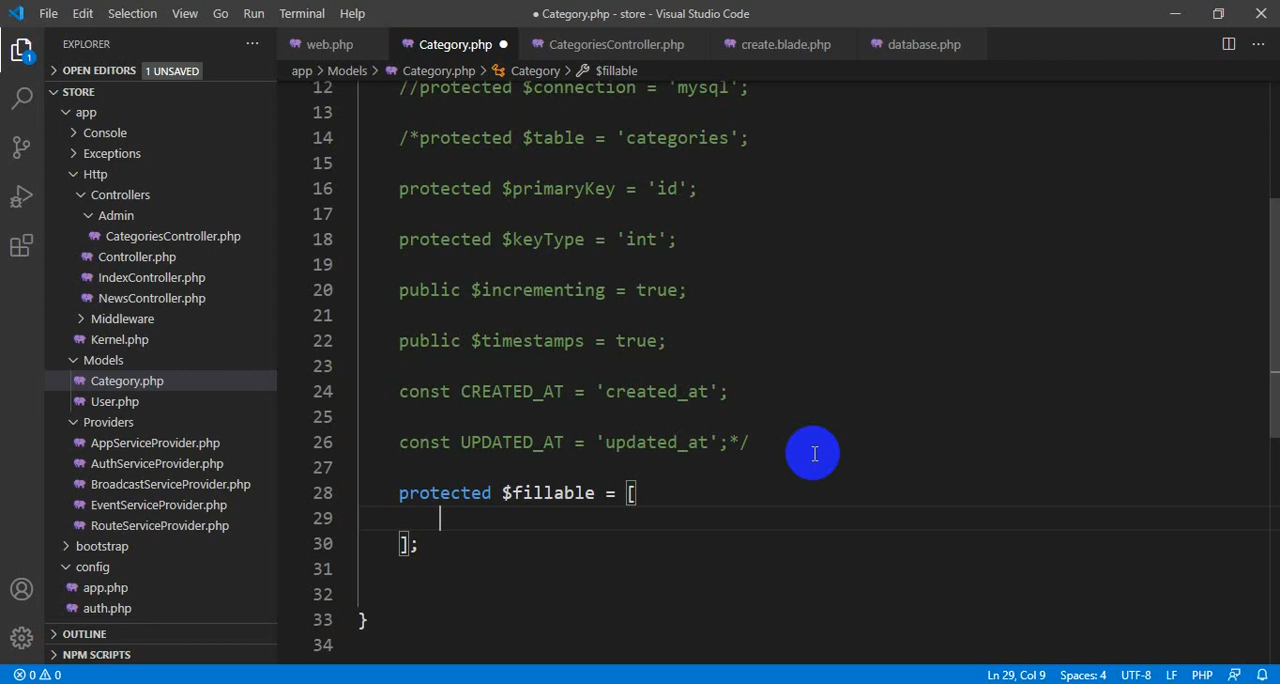 File Edit Selection View Go Run Terminal Help
● Category.php - store - Visual Studio Code
EXPLORER
web.php
Category.php
CategoriesController.php
create.blade.php
database.php
OPEN EDITORS 1 UNSAVED
app > Models > Category.php > Category > $fillable
STORE
app
Console
Exceptions
Http
Controllers
Admin
CategoriesController.php
Controller.php
IndexController.php
NewsController.php
Middleware
Kernel.php
Models
Category.php
User.php
Providers
AppServiceProvider.php
AuthServiceProvider.php
BroadcastServiceProvider.php
EventServiceProvider.php
RouteServiceProvider.php
bootstrap
config
app.php
auth.php
OUTLINE
NPM SCRIPTS
12 //protected $connection = 'mysql';
13
14 /*protected $table = 'categories';
15
16 protected $primaryKey = 'id';
17
18 protected $keyType = 'int';
19
20 public $incrementing = true;
21
22 public $timestamps = true;
23
24 const CREATED_AT = 'created_at';
25
26 const UPDATED_AT = 'updated_at';*/
27
28 protected $fillable = [
29
30 ];
31
32
33 }
34
1
0 0
Ln 29, Col 9 Spaces: 4 UTF-8 LF PHP